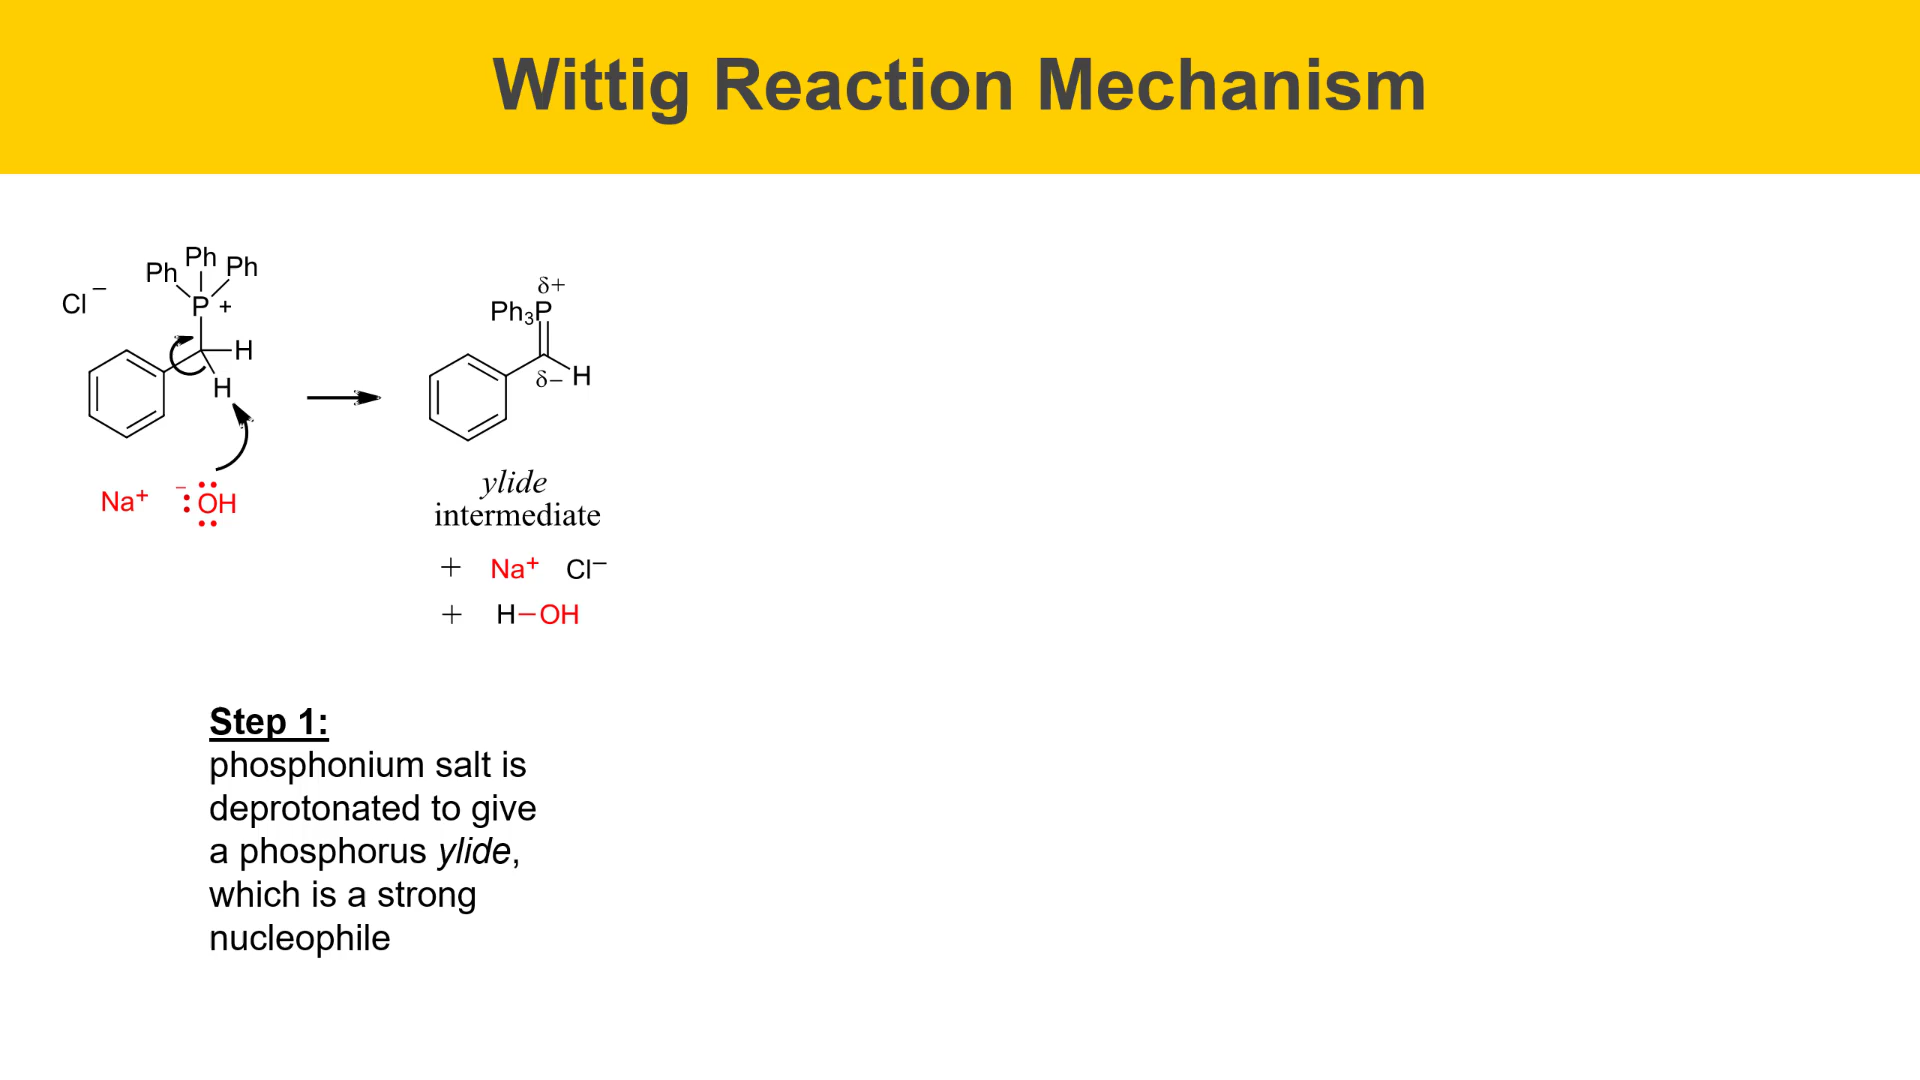 Wittig Reaction Mechanism
Ph Ph Ph
Cl –
P +
H
H
Na+ – :OH
δ+
Ph3P
δ– H
ylide
intermediate
+ Na+ Cl–
+ H–OH
Step 1:
phosphonium salt is
deprotonated to give
a phosphorus ylide,
which is a strong
nucleophile